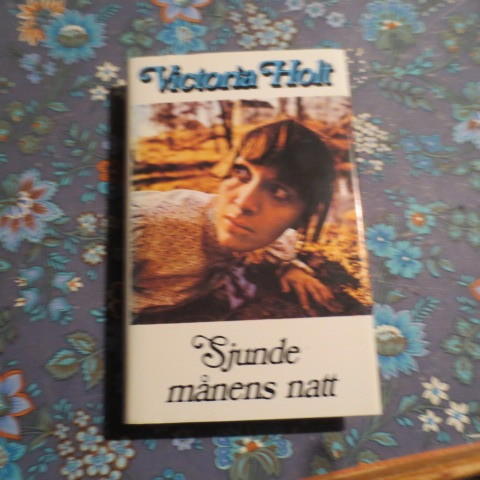 Victoria Holt
Sjunde
månens natt